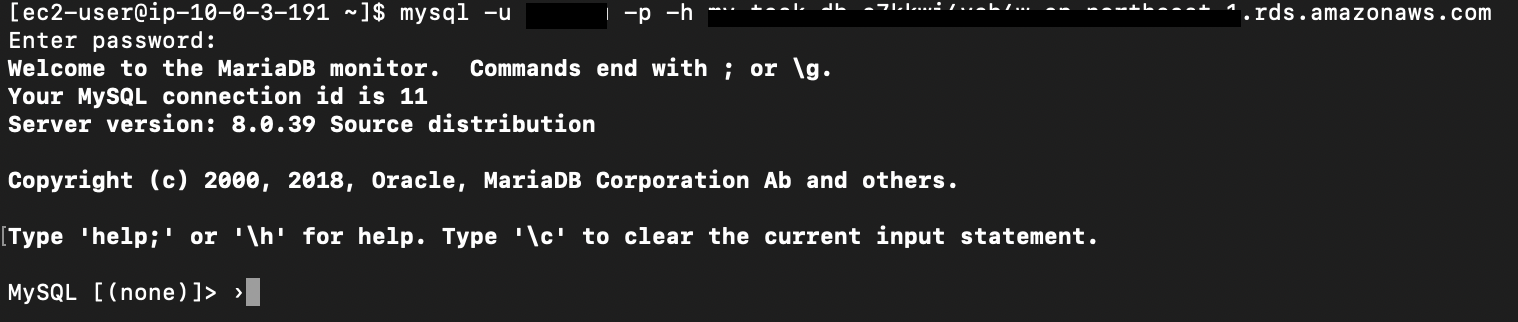 [ec2-user@ip-10-0-3-191 ~]$ mysql -u -p -h .rds.amazonaws.com
Enter password:
Welcome to the MariaDB monitor.  Commands end with ; or \g.
Your MySQL connection id is 11
Server version: 8.0.39 Source distribution
Copyright (c) 2000, 2018, Oracle, MariaDB Corporation Ab and others.
[Type 'help;' or '\h' for help. Type '\c' to clear the current input statement.
MySQL [(none)]> ›